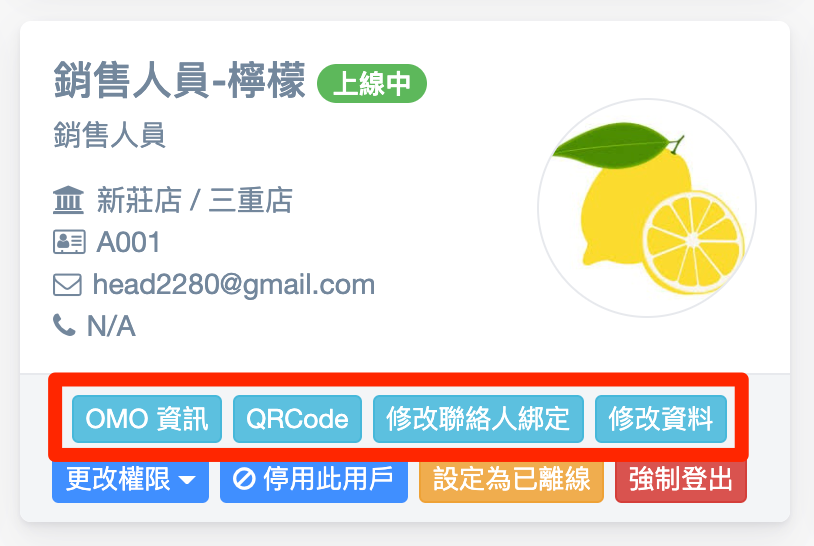 銷售人員-檸檬 上線中
銷售人員
新莊店 / 三重店
A001
head2280@gmail.com
N/A
OMO 資訊 QRCode 修改聯絡人綁定 修改資料
更改權限 停用此用戶 設定為已離線 強制登出